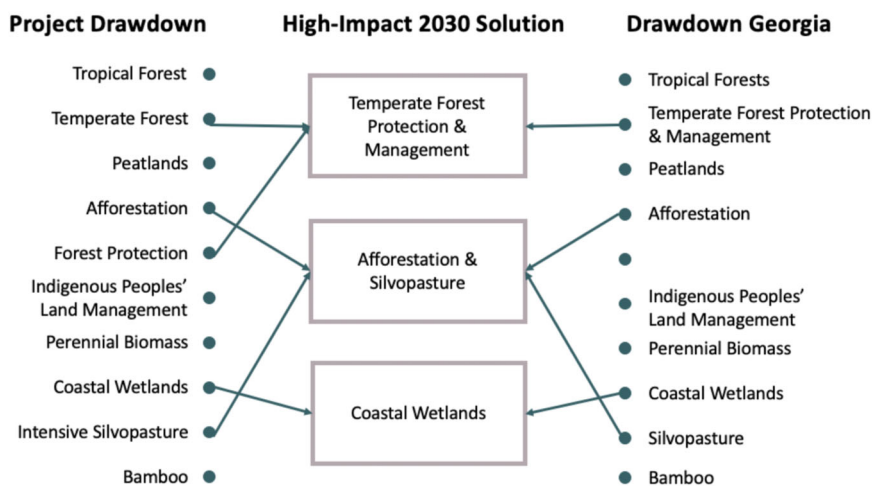 Project Drawdown
High-Impact 2030 Solution
Drawdown Georgia
Tropical Forest
Temperate Forest
Peatlands
Afforestation
Forest Protection
Indigenous Peoples’
Land Management
Perennial Biomass
Coastal Wetlands
Intensive Silvopasture
Bamboo
Temperate Forest
Protection &
Management
Afforestation &
Silvopasture
Coastal Wetlands
Tropical Forests
Temperate Forest Protection
& Management
Peatlands
Afforestation
Indigenous Peoples’
Land Management
Perennial Biomass
Coastal Wetlands
Silvopasture
Bamboo